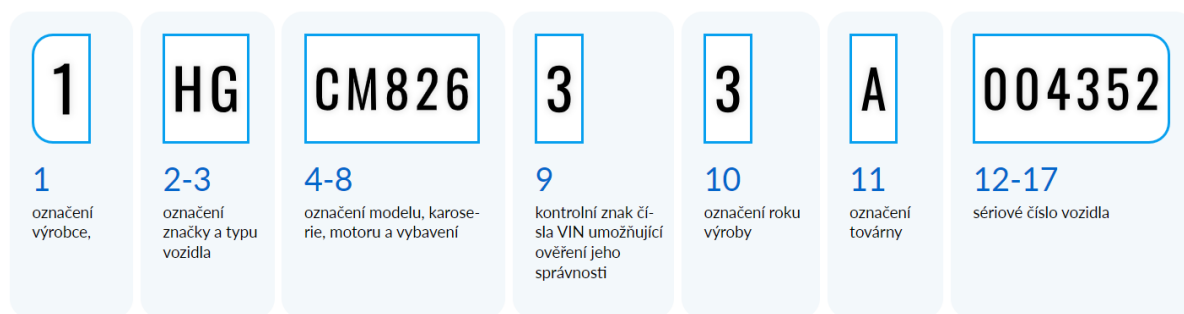 1
HG
CM826
3
3
A
004352
1
označení
výrobce,
2-3
označení
značky a typu
vozidla
4-8
označení modelu, karose-
rie, motoru a vybavení
9
kontrolní znak čí-
sla VIN umožňující
ověření jeho
správnosti
10
označení roku
výroby
11
označení
továrny
12-17
sériové číslo vozidla